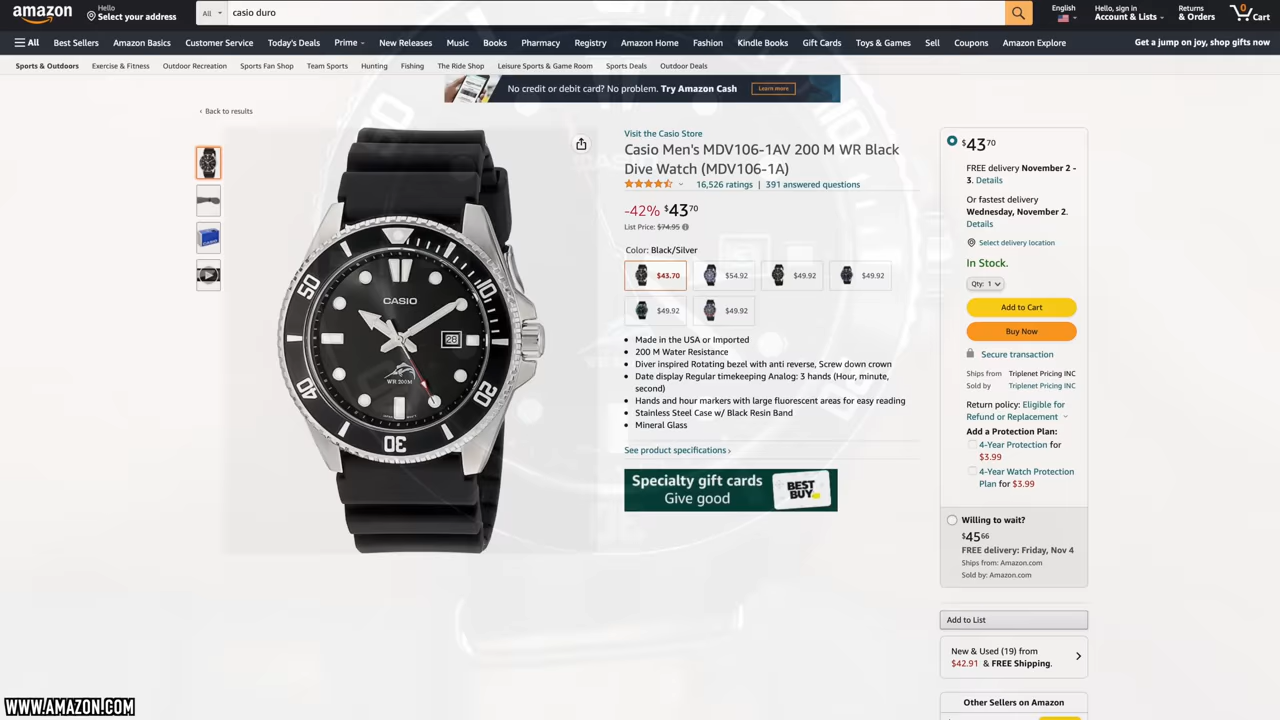 amazon
Hello
Select your address
All
casio duro
English
Hello, sign in
Account & Lists
Returns
& Orders
0
Cart
All
Best Sellers
Amazon Basics
Customer Service
Today's Deals
Prime
New Releases
Music
Books
Pharmacy
Registry
Amazon Home
Fashion
Kindle Books
Gift Cards
Toys & Games
Sell
Coupons
Amazon Explore
Get a jump on joy, shop gifts now
Sports & Outdoors
Exercise & Fitness
Outdoor Recreation
Sports Fan Shop
Team Sports
Hunting
Fishing
The Ride Shop
Leisure Sports & Game Room
Sports Deals
Outdoor Deals
No credit or debit card? No problem. Try Amazon Cash
Learn more
‹ Back to results
10
20
30
40
50
CASIO
28
WR 200M
Visit the Casio Store
Casio Men's MDV106-1AV 200 M WR Black
Dive Watch (MDV106-1A)
16,526 ratings | 391 answered questions
-42% $4370
List Price: $74.95
Color: Black/Silver
$43.70
$54.92
$49.92
$49.92
$49.92
$49.92
• Made in the USA or Imported
• 200 M Water Resistance
• Diver inspired Rotating bezel with anti reverse, Screw down crown
• Date display Regular timekeeping Analog: 3 hands (Hour, minute,
second)
• Hands and hour markers with large fluorescent areas for easy reading
• Stainless Steel Case w/ Black Resin Band
• Mineral Glass
See product specifications ›
Specialty gift cards
Give good
BEST
BUY
$4370
FREE delivery November 2 -
3. Details
Or fastest delivery
Wednesday, November 2.
Details
Select delivery location
In Stock.
Qty: 1
Add to Cart
Buy Now
Secure transaction
Ships from Triplenet Pricing INC
Sold by Triplenet Pricing INC
Return policy: Eligible for
Refund or Replacement
Add a Protection Plan:
4-Year Protection for
$3.99
4-Year Watch Protection
Plan for $3.99
Willing to wait?
$4566
FREE delivery: Friday, Nov 4
Ships from: Amazon.com
Sold by: Amazon.com
Add to List
New & Used (19) from
$42.91 & FREE Shipping.
Other Sellers on Amazon
WWW.AMAZON.COM